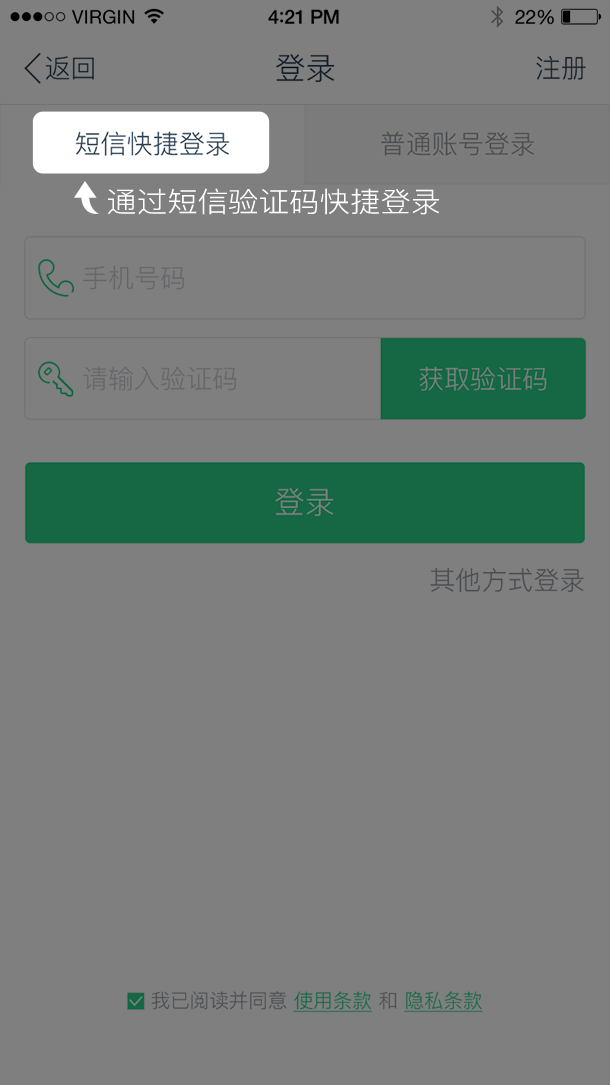 VIRGIN 4:21 PM 22%
返回 登录 注册
短信快捷登录 普通账号登录
通过短信验证码快捷登录
手机号码
请输入验证码 获取验证码
登录
其他方式登录
我已阅读并同意 使用条款 和 隐私条款